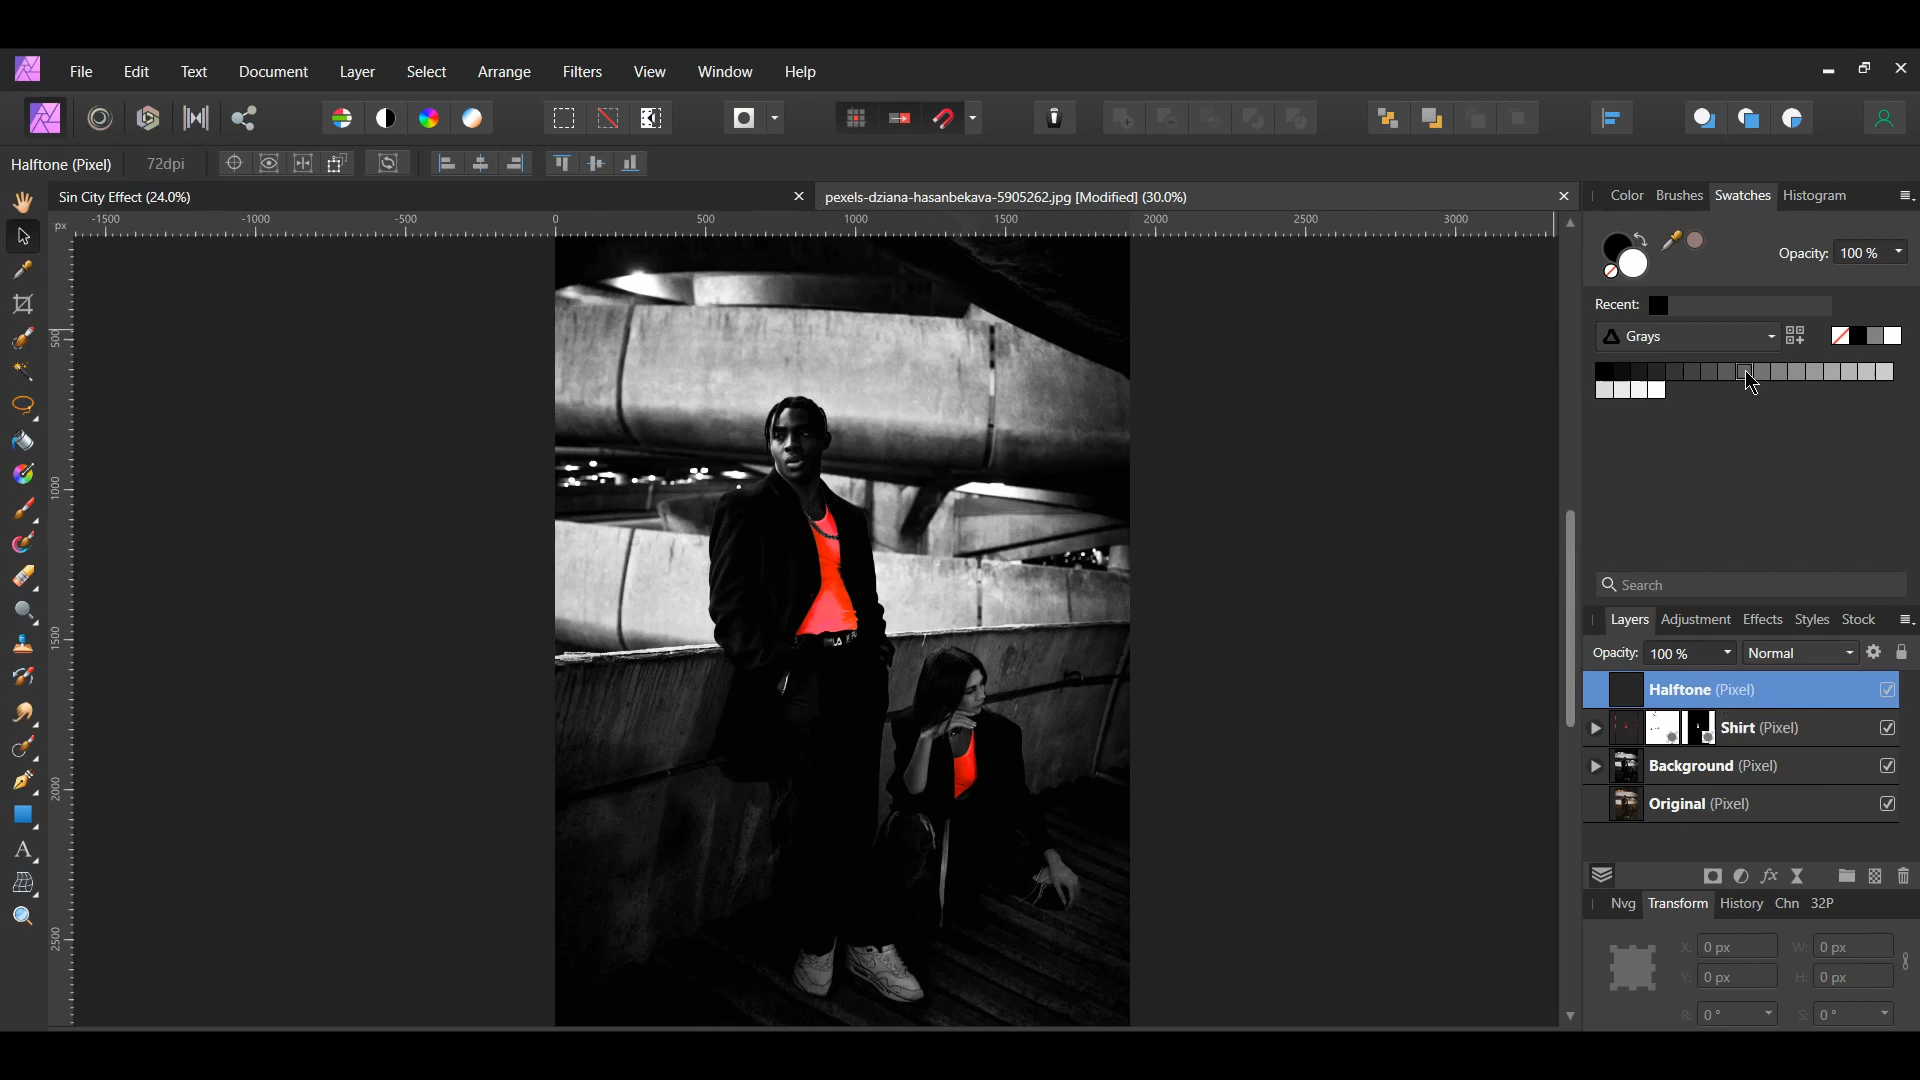 File Edit Text Document Layer Select Arrange Filters View Window Help
Halftone (Pixel) 72dpi
Sin City Effect (24.0%) pexels-dziana-hasanbekava-5905262.jpg [Modified] (30.0%)
Color Brushes Swatches Histogram
px -1500 -1000 -500 0 500 1000 1500 2000 2500 3000
500
1000
1500
2000
2500
Opacity: 100 %
Recent:
Grays
Search
Layers Adjustment Effects Styles Stock
Opacity: 100 % Normal
Halftone (Pixel)
Shirt (Pixel)
Background (Pixel)
Original (Pixel)
Nvg Transform History Chn 32P
X: 0 px W: 0 px
Y: 0 px H: 0 px
R: 0 ° S: 0 °